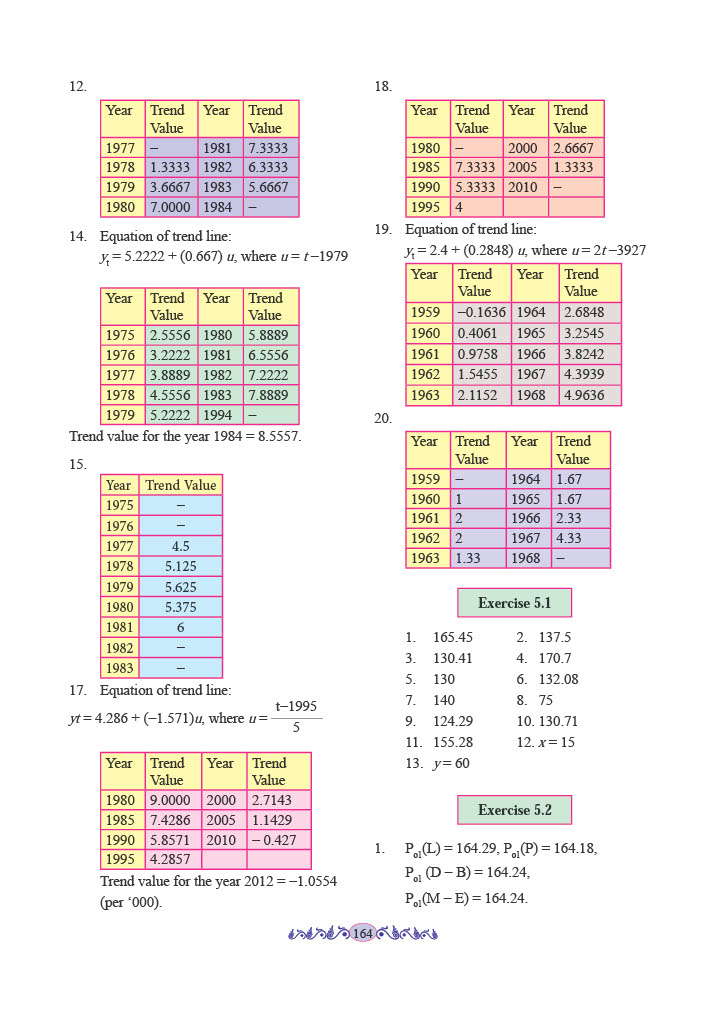 12.
Year Trend Value Year Trend Value
1977 – 1981 7.3333
1978 1.3333 1982 6.3333
1979 3.6667 1983 5.6667
1980 7.0000 1984 –
14. Equation of trend line:
yt = 5.2222 + (0.667) u, where u = t–1979
Year Trend Value Year Trend Value
1975 2.5556 1980 5.8889
1976 3.2222 1981 6.5556
1977 3.8889 1982 7.2222
1978 4.5556 1983 7.8889
1979 5.2222 1994 –
Trend value for the year 1984 = 8.5557.
15.
Year Trend Value
1975 –
1976 –
1977 4.5
1978 5.125
1979 5.625
1980 5.375
1981 6
1982 –
1983 –
17. Equation of trend line:
yt = 4.286 + (–1.571)u, where u = t–1995
5
Year Trend Value Year Trend Value
1980 9.0000 2000 2.7143
1985 7.4286 2005 1.1429
1990 5.8571 2010 – 0.427
1995 4.2857
Trend value for the year 2012 = –1.0554
(per ‘000).
18.
Year Trend Value Year Trend Value
1980 – 2000 2.6667
1985 7.3333 2005 1.3333
1990 5.3333 2010 –
1995 4
19. Equation of trend line:
yt = 2.4 + (0.2848) u, where u = 2t–3927
Year Trend Value Year Trend Value
1959 –0.1636 1964 2.6848
1960 0.4061 1965 3.2545
1961 0.9758 1966 3.8242
1962 1.5455 1967 4.3939
1963 2.1152 1968 4.9636
20.
Year Trend Value Year Trend Value
1959 – 1964 1.67
1960 1 1965 1.67
1961 2 1966 2.33
1962 2 1967 4.33
1963 1.33 1968 –
Exercise 5.1
1. 165.45 2. 137.5
3. 130.41 4. 170.7
5. 130 6. 132.08
7. 140 8. 75
9. 124.29 10. 130.71
11. 155.28 12. x = 15
13. y = 60
Exercise 5.2
1. Po1(L) = 164.29, Po1(P) = 164.18,
Po1 (D – B) = 164.24,
Po1(M – E) = 164.24.
164